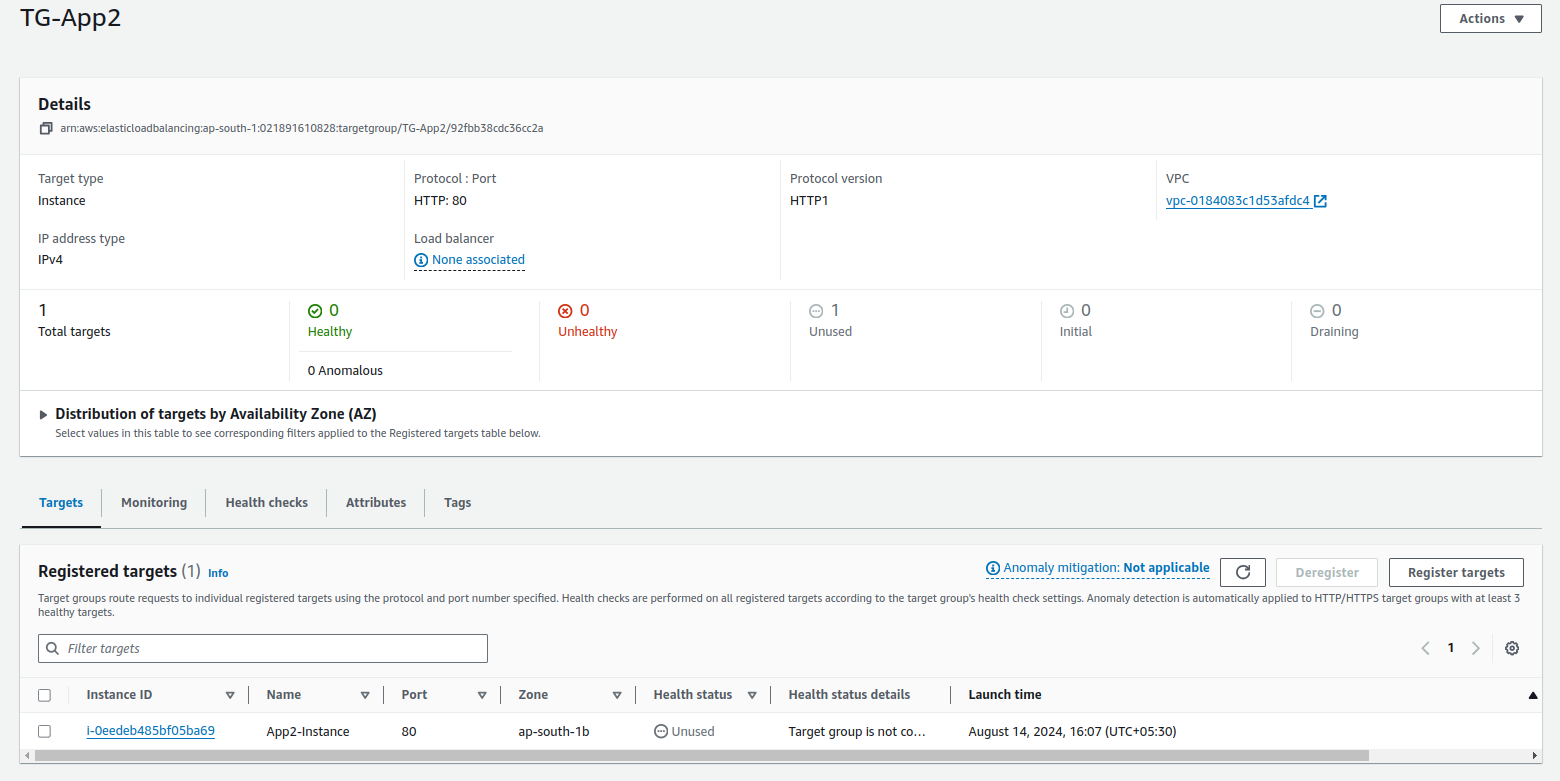 TG-App2
Actions
Details
arn:aws:elasticloadbalancing:ap-south-1:021891610828:targetgroup/TG-App2/92fbb38cdc36cc2a
Target type
Instance
Protocol : Port
HTTP: 80
Protocol version
HTTP1
VPC
vpc-0184083c1d53afdc4
IP address type
IPv4
Load balancer
None associated
1
Total targets
0
Healthy
0 Anomalous
0
Unhealthy
1
Unused
0
Initial
0
Draining
Distribution of targets by Availability Zone (AZ)
Select values in this table to see corresponding filters applied to the Registered targets table below.
Targets Monitoring Health checks Attributes Tags
Registered targets (1) Info
Anomaly mitigation: Not applicable
Deregister
Register targets
Target groups route requests to individual registered targets using the protocol and port number specified. Health checks are performed on all registered targets according to the target group's health check settings. Anomaly detection is automatically applied to HTTP/HTTPS target groups with at least 3
healthy targets.
Filter targets
1
Instance ID Name Port Zone Health status Health status details Launch time
i-0eedeb485bf05ba69 App2-Instance 80 ap-south-1b Unused Target group is not co... August 14, 2024, 16:07 (UTC+05:30)